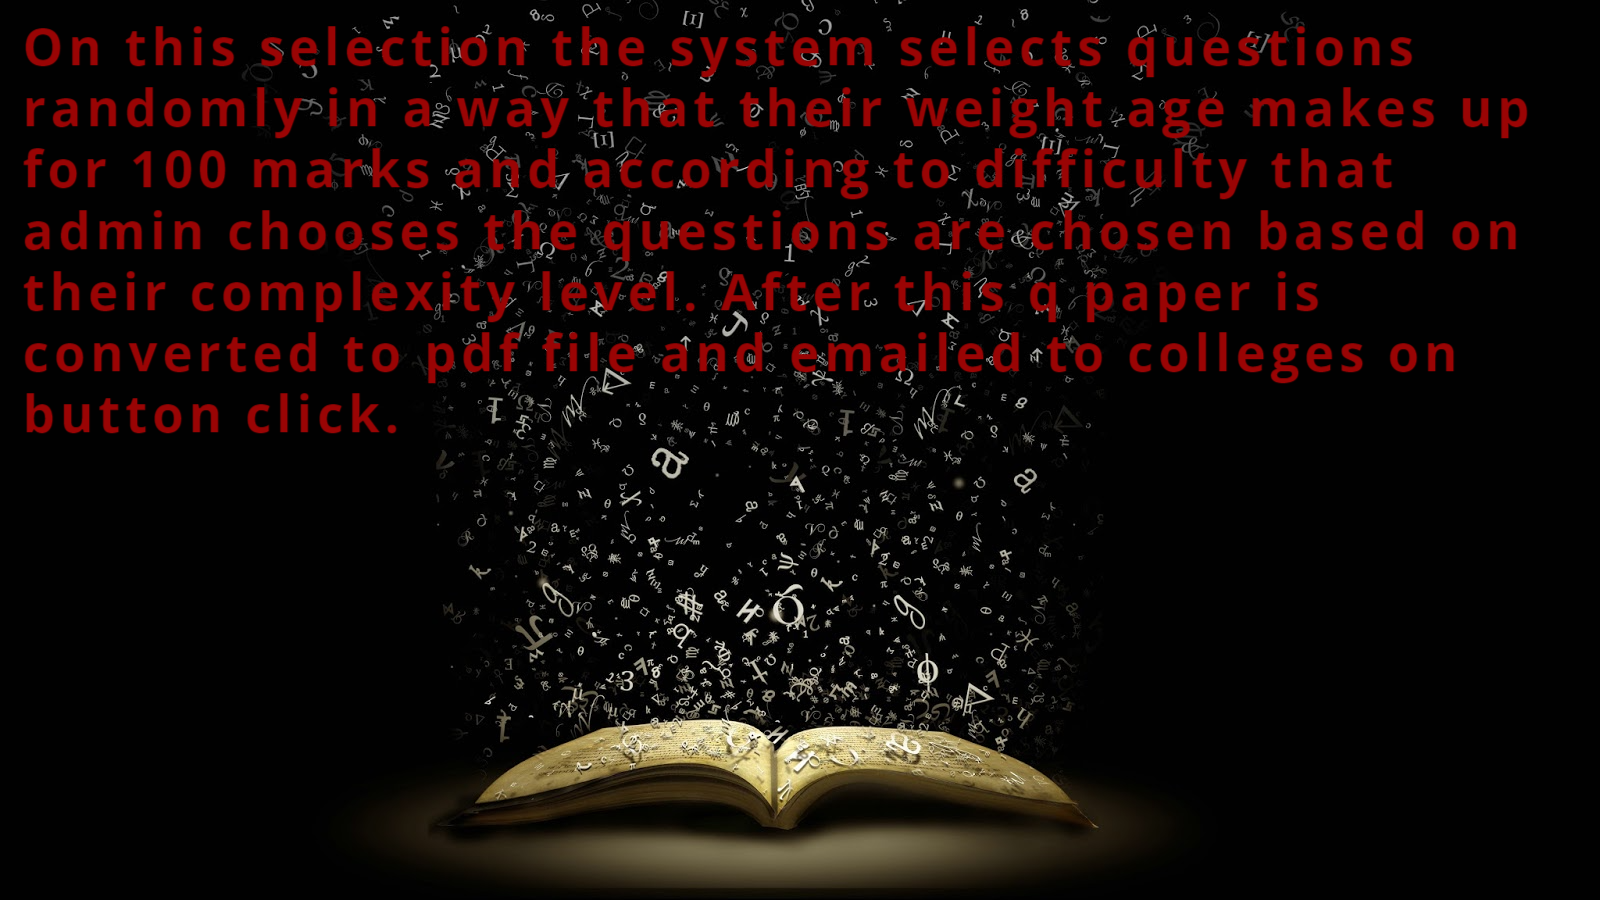 On this selection the system selects questions
randomly in a way that their weight age makes up
for 100 marks and according to difficulty that
admin chooses the questions are chosen based on
their complexity level. After this q paper is
converted to pdf file and emailed to colleges on
button click.